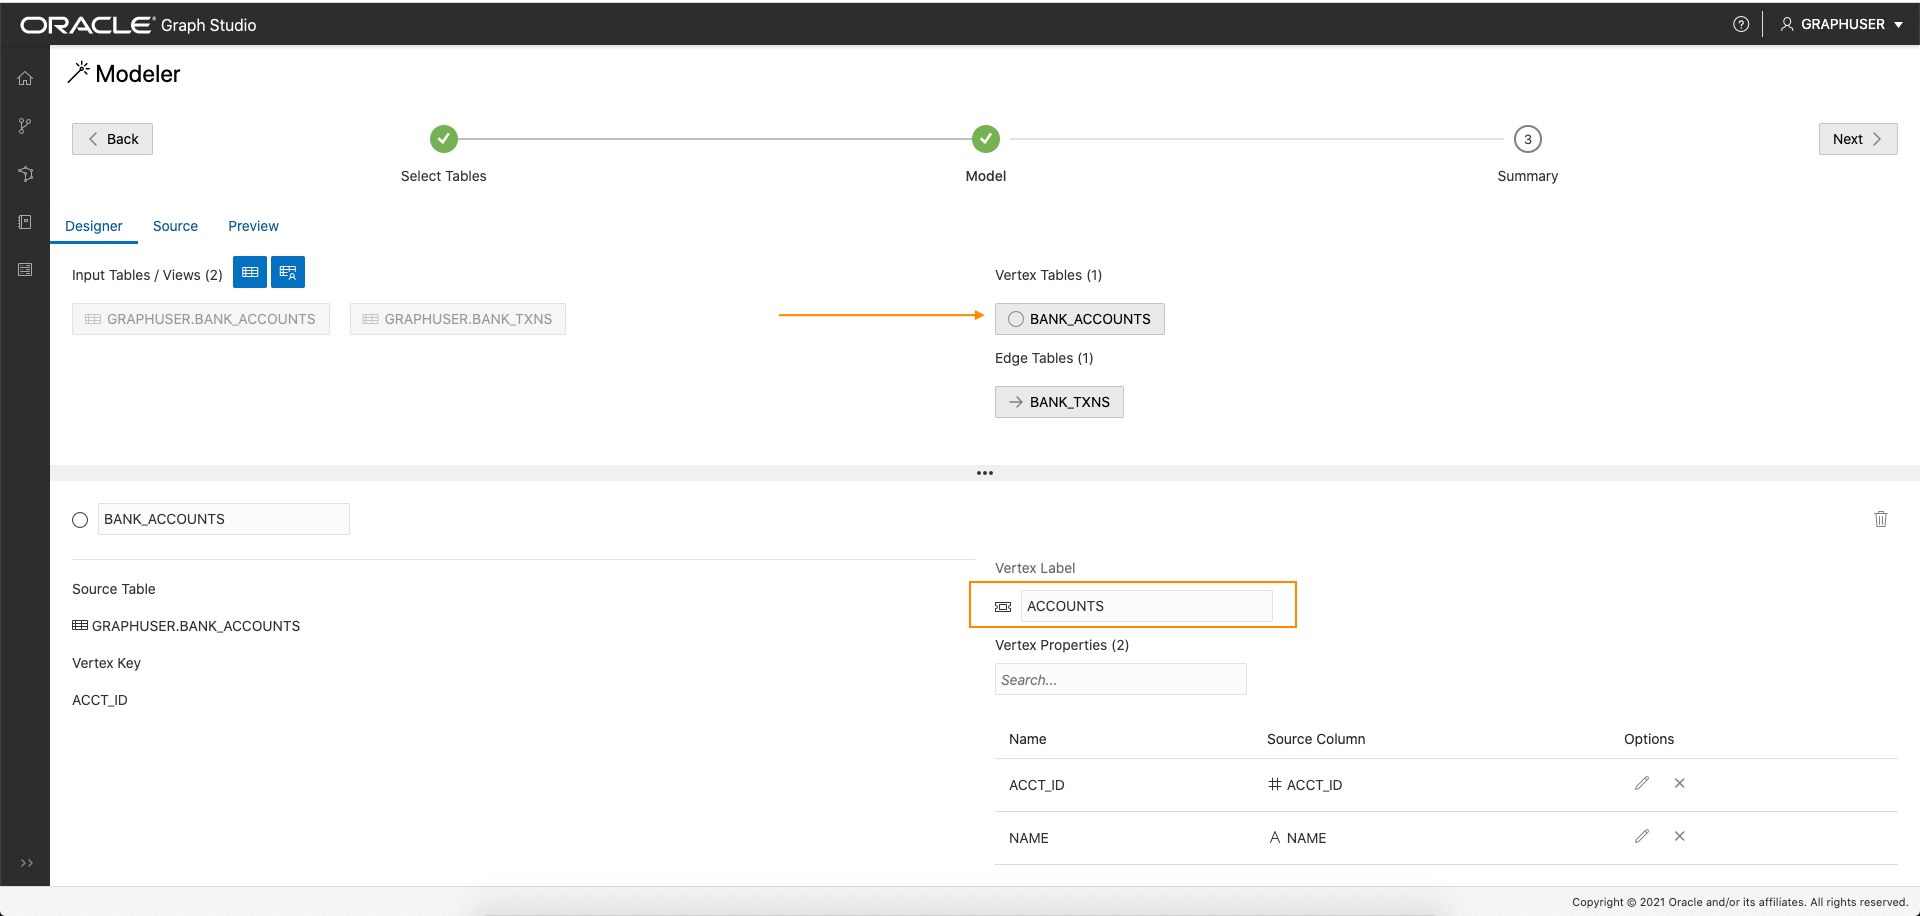 ORACLE® Graph Studio
GRAPHUSER
Modeler
Back
3
Next
Select Tables
Model
Summary
Designer
Source
Preview
Input Tables / Views (2)
Vertex Tables (1)
GRAPHUSER.BANK_ACCOUNTS
GRAPHUSER.BANK_TXNS
BANK_ACCOUNTS
Edge Tables (1)
BANK_TXNS
BANK_ACCOUNTS
Source Table
GRAPHUSER.BANK_ACCOUNTS
Vertex Key
ACCT_ID
Vertex Label
ACCOUNTS
Vertex Properties (2)
Search...
Name Source Column Options
ACCT_ID ACCT_ID
NAME NAME
Copyright © 2021 Oracle and/or its affiliates. All rights reserved.